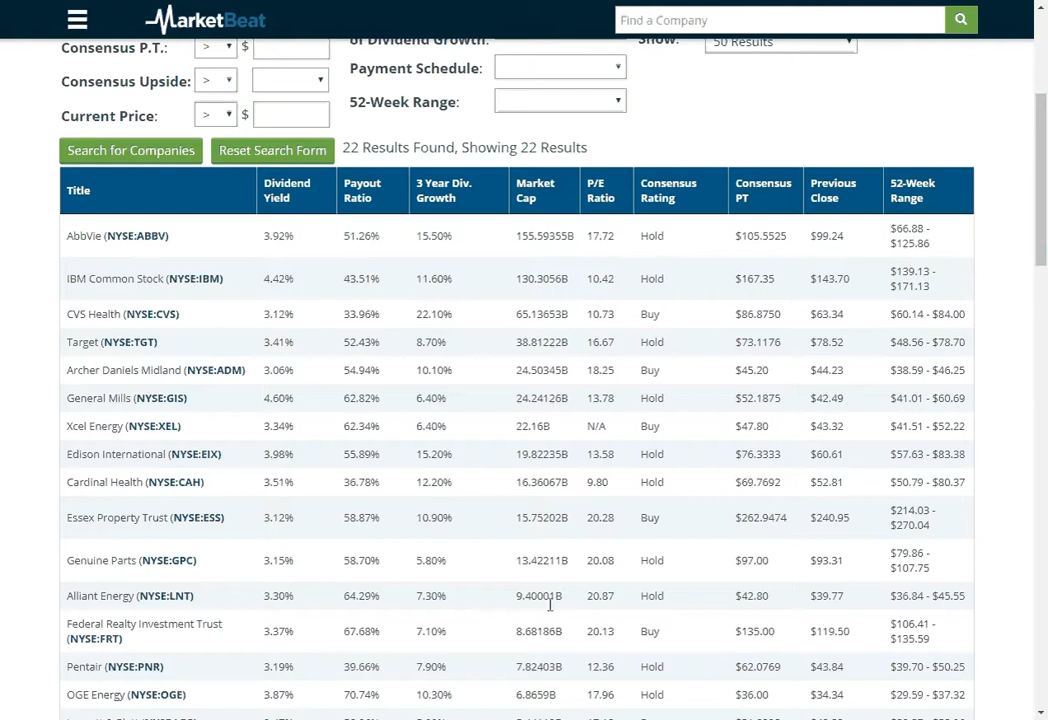 MarketBeat
Find a Company
Consensus P.T.: > $
of Dividend Growth:
Show: 50 Results
Payment Schedule:
Consensus Upside: >
52-Week Range:
Current Price: > $
Search for Companies Reset Search Form 22 Results Found, Showing 22 Results
Title Dividend Yield Payout Ratio 3 Year Div. Growth Market Cap P/E Ratio Consensus Rating Consensus PT Previous Close 52-Week Range
AbbVie (NYSE:ABBV) 3.92% 51.26% 15.50% 155.59355B 17.72 Hold $105.5525 $99.24 $66.88 - $125.86
IBM Common Stock (NYSE:IBM) 4.42% 43.51% 11.60% 130.3056B 10.42 Hold $167.35 $143.70 $139.13 - $171.13
CVS Health (NYSE:CVS) 3.12% 33.96% 22.10% 65.13653B 10.73 Buy $86.8750 $63.34 $60.14 - $84.00
Target (NYSE:TGT) 3.41% 52.43% 8.70% 38.81222B 16.67 Hold $73.1176 $78.52 $48.56 - $78.70
Archer Daniels Midland (NYSE:ADM) 3.06% 54.94% 10.10% 24.50345B 18.25 Buy $45.20 $44.23 $38.59 - $46.25
General Mills (NYSE:GIS) 4.60% 62.82% 6.40% 24.24126B 13.78 Hold $52.1875 $42.49 $41.01 - $60.69
Xcel Energy (NYSE:XEL) 3.34% 62.34% 6.40% 22.16B N/A Buy $47.80 $43.32 $41.51 - $52.22
Edison International (NYSE:EIX) 3.98% 55.89% 15.20% 19.82235B 13.58 Hold $76.3333 $60.61 $57.63 - $83.38
Cardinal Health (NYSE:CAH) 3.51% 36.78% 12.20% 16.36067B 9.80 Hold $69.7692 $52.81 $50.79 - $80.37
Essex Property Trust (NYSE:ESS) 3.12% 58.87% 10.90% 15.75202B 20.28 Buy $262.9474 $240.95 $214.03 - $270.04
Genuine Parts (NYSE:GPC) 3.15% 58.70% 5.80% 13.42211B 20.08 Hold $97.00 $93.31 $79.86 - $107.75
Alliant Energy (NYSE:LNT) 3.30% 64.29% 7.30% 9.40001B 20.87 Hold $42.80 $39.77 $36.84 - $45.55
Federal Realty Investment Trust (NYSE:FRT) 3.37% 67.68% 7.10% 8.68186B 20.13 Buy $135.00 $119.50 $106.41 - $135.59
Pentair (NYSE:PNR) 3.19% 39.66% 7.90% 7.82403B 12.36 Hold $62.0769 $43.84 $39.70 - $50.25
OGE Energy (NYSE:OGE) 3.87% 70.74% 10.30% 6.8659B 17.96 Hold $36.00 $34.34 $29.59 - $37.32